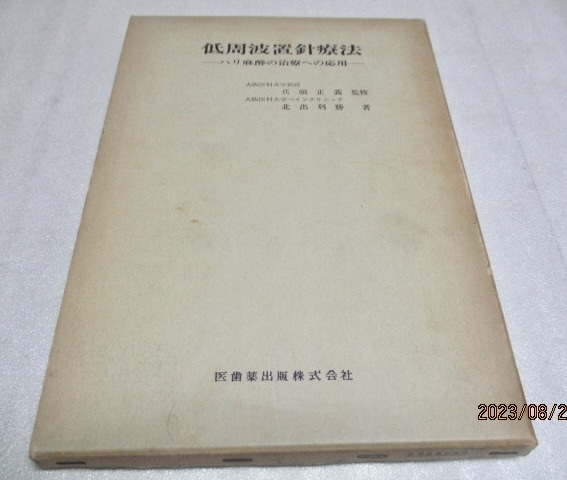 低周波置針療法
—ハリ麻酔の治療への応用—
大阪医科大学教授
兵頭正義 監修
大阪医科大学ペインクリニック
北出利勝 著
医歯薬出版株式会社
2023/08/2